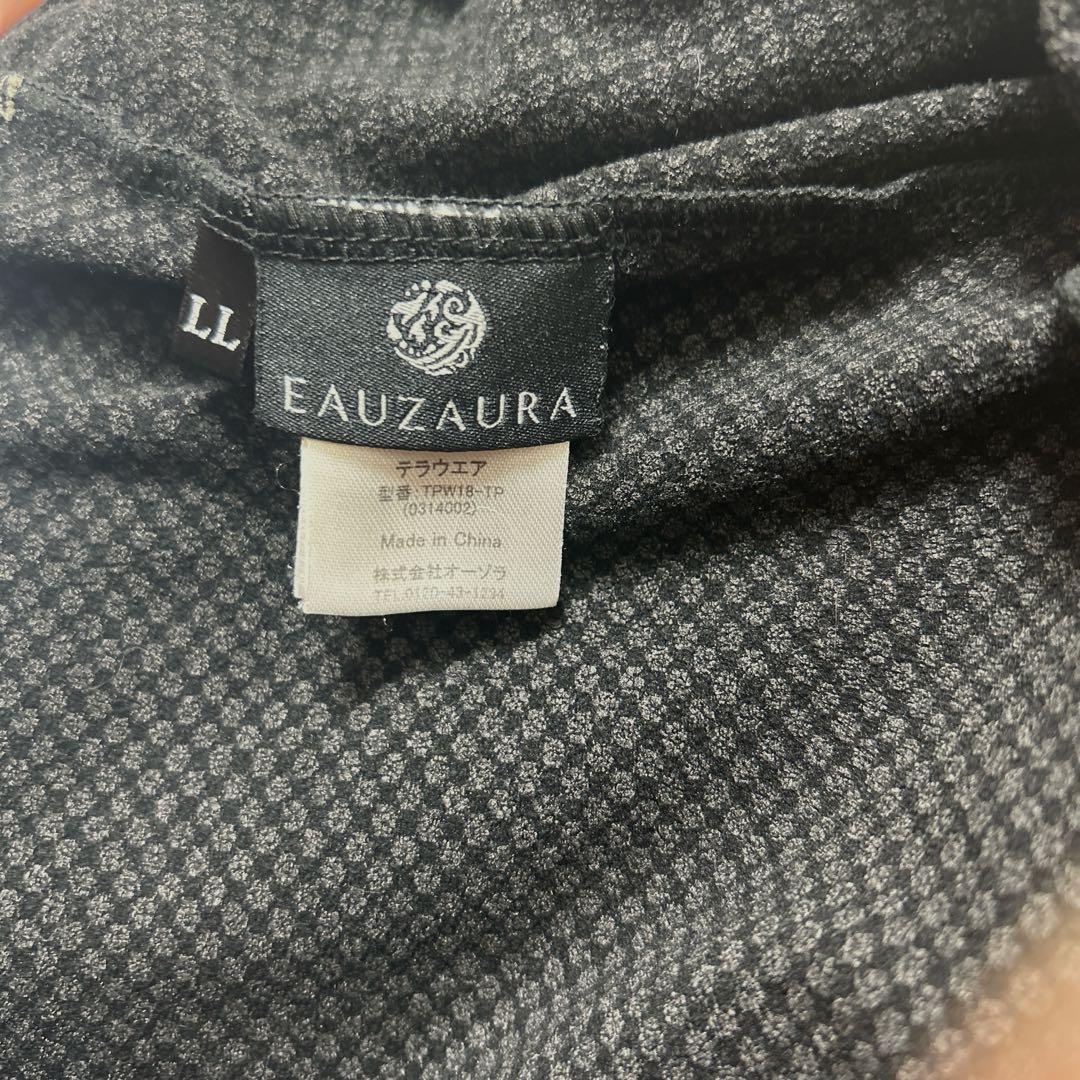 LL
EAUZAURA
テラウエア
型番:TPW18-TP
(0314002)
Made in China
株式会社オーゾラ
TEL.0120-43-1234